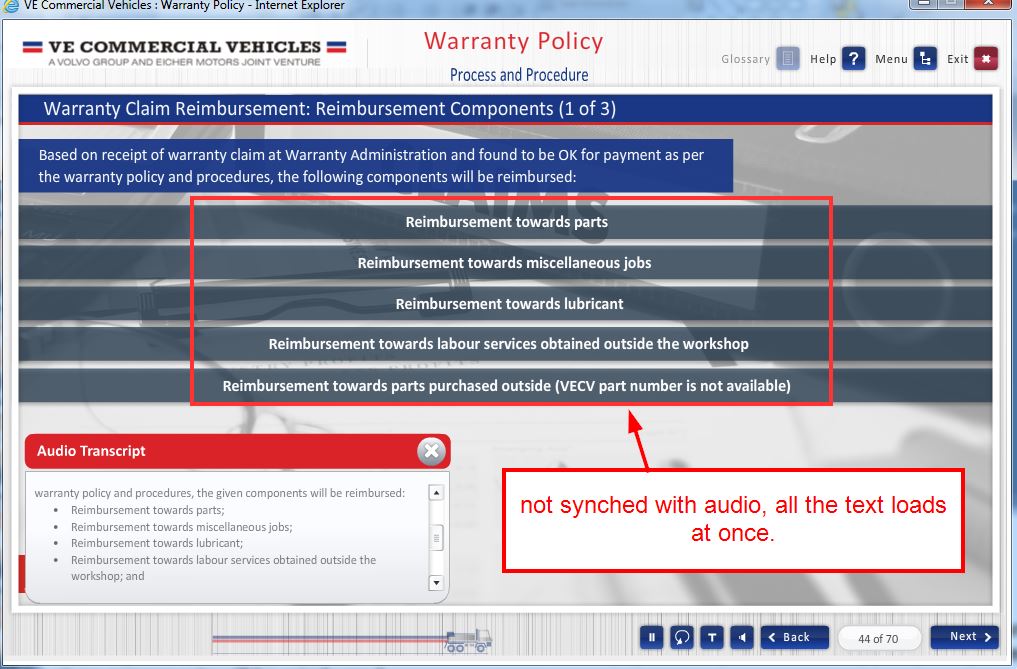 VE Commercial Vehicles : Warranty Policy - Internet Explorer
VE COMMERCIAL VEHICLES
A VOLVO GROUP AND EICHER MOTORS JOINT VENTURE
Warranty Policy
Process and Procedure
Glossary
Help ?
Menu
Exit
Warranty Claim Reimbursement: Reimbursement Components (1 of 3)
Based on receipt of warranty claim at Warranty Administration and found to be OK for payment as per
the warranty policy and procedures, the following components will be reimbursed:
Reimbursement towards parts
Reimbursement towards miscellaneous jobs
Reimbursement towards lubricant
Reimbursement towards labour services obtained outside the workshop
Reimbursement towards parts purchased outside (VECV part number is not available)
Audio Transcript
warranty policy and procedures, the given components will be reimbursed:
• Reimbursement towards parts;
• Reimbursement towards miscellaneous jobs;
• Reimbursement towards lubricant;
• Reimbursement towards labour services obtained outside the
workshop; and
not synched with audio, all the text loads
at once.
T
Back
44 of 70
Next